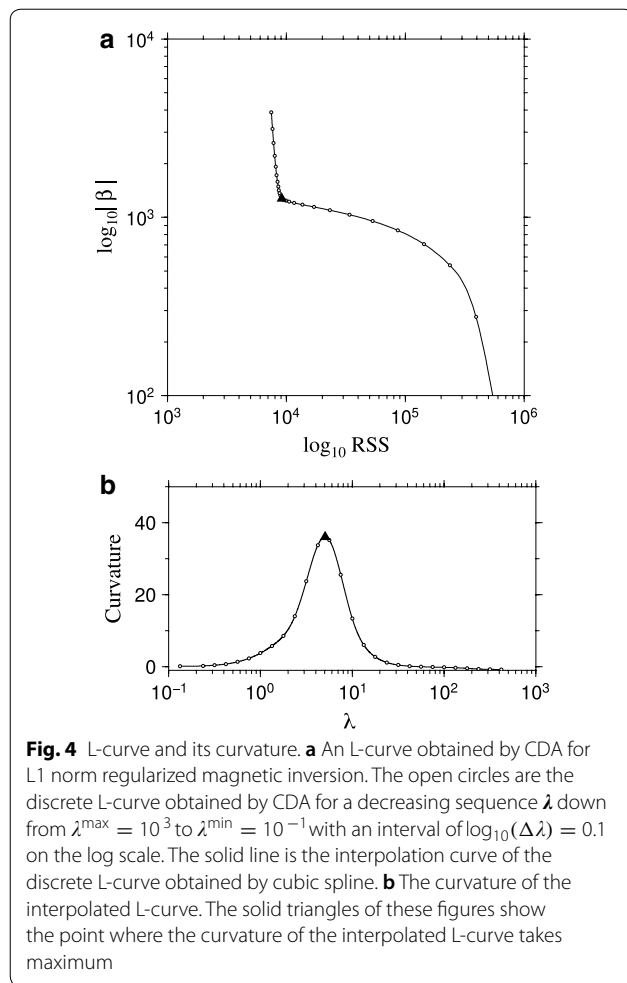 a
10^4
10^3
10^2
log10|β|
10^3 10^4 10^5 10^6
log10 RSS
b
40
20
0
Curvature
10^-1 10^0 10^1 10^2 10^3
λ
Fig. 4 L-curve and its curvature. a An L-curve obtained by CDA for
L1 norm regularized magnetic inversion. The open circles are the
discrete L-curve obtained by CDA for a decreasing sequence λ down
from λ^max = 10^3 to λ^min = 10^-1 with an interval of log10(Δλ) = 0.1
on the log scale. The solid line is the interpolation curve of the
discrete L-curve obtained by cubic spline. b The curvature of the
interpolated L-curve. The solid triangles of these figures show
the point where the curvature of the interpolated L-curve takes
maximum